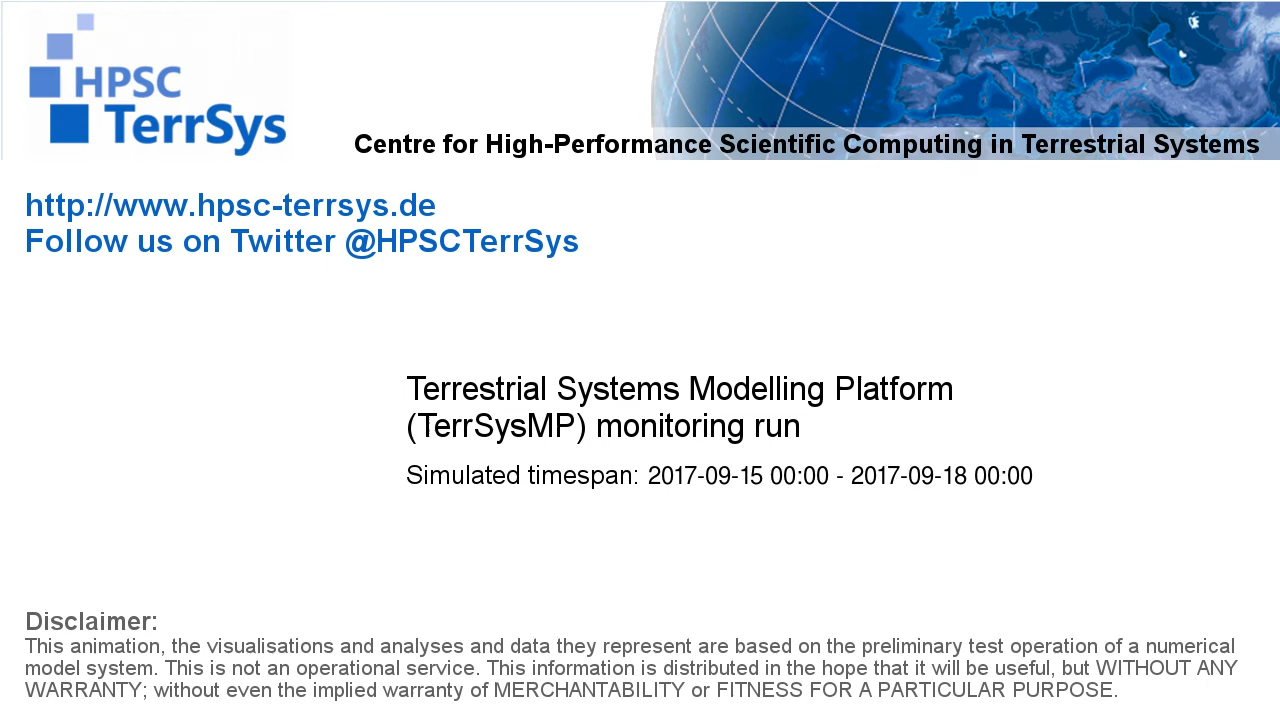 HPSC
TerrSys
Centre for High-Performance Scientific Computing in Terrestrial Systems
http://www.hpsc-terrsys.de
Follow us on Twitter @HPSCTerrSys
Terrestrial Systems Modelling Platform
(TerrSysMP) monitoring run
Simulated timespan: 2017-09-15 00:00 - 2017-09-18 00:00
Disclaimer:
This animation, the visualisations and analyses and data they represent are based on the preliminary test operation of a numerical
model system. This is not an operational service. This information is distributed in the hope that it will be useful, but WITHOUT ANY
WARRANTY; without even the implied warranty of MERCHANTABILITY or FITNESS FOR A PARTICULAR PURPOSE.